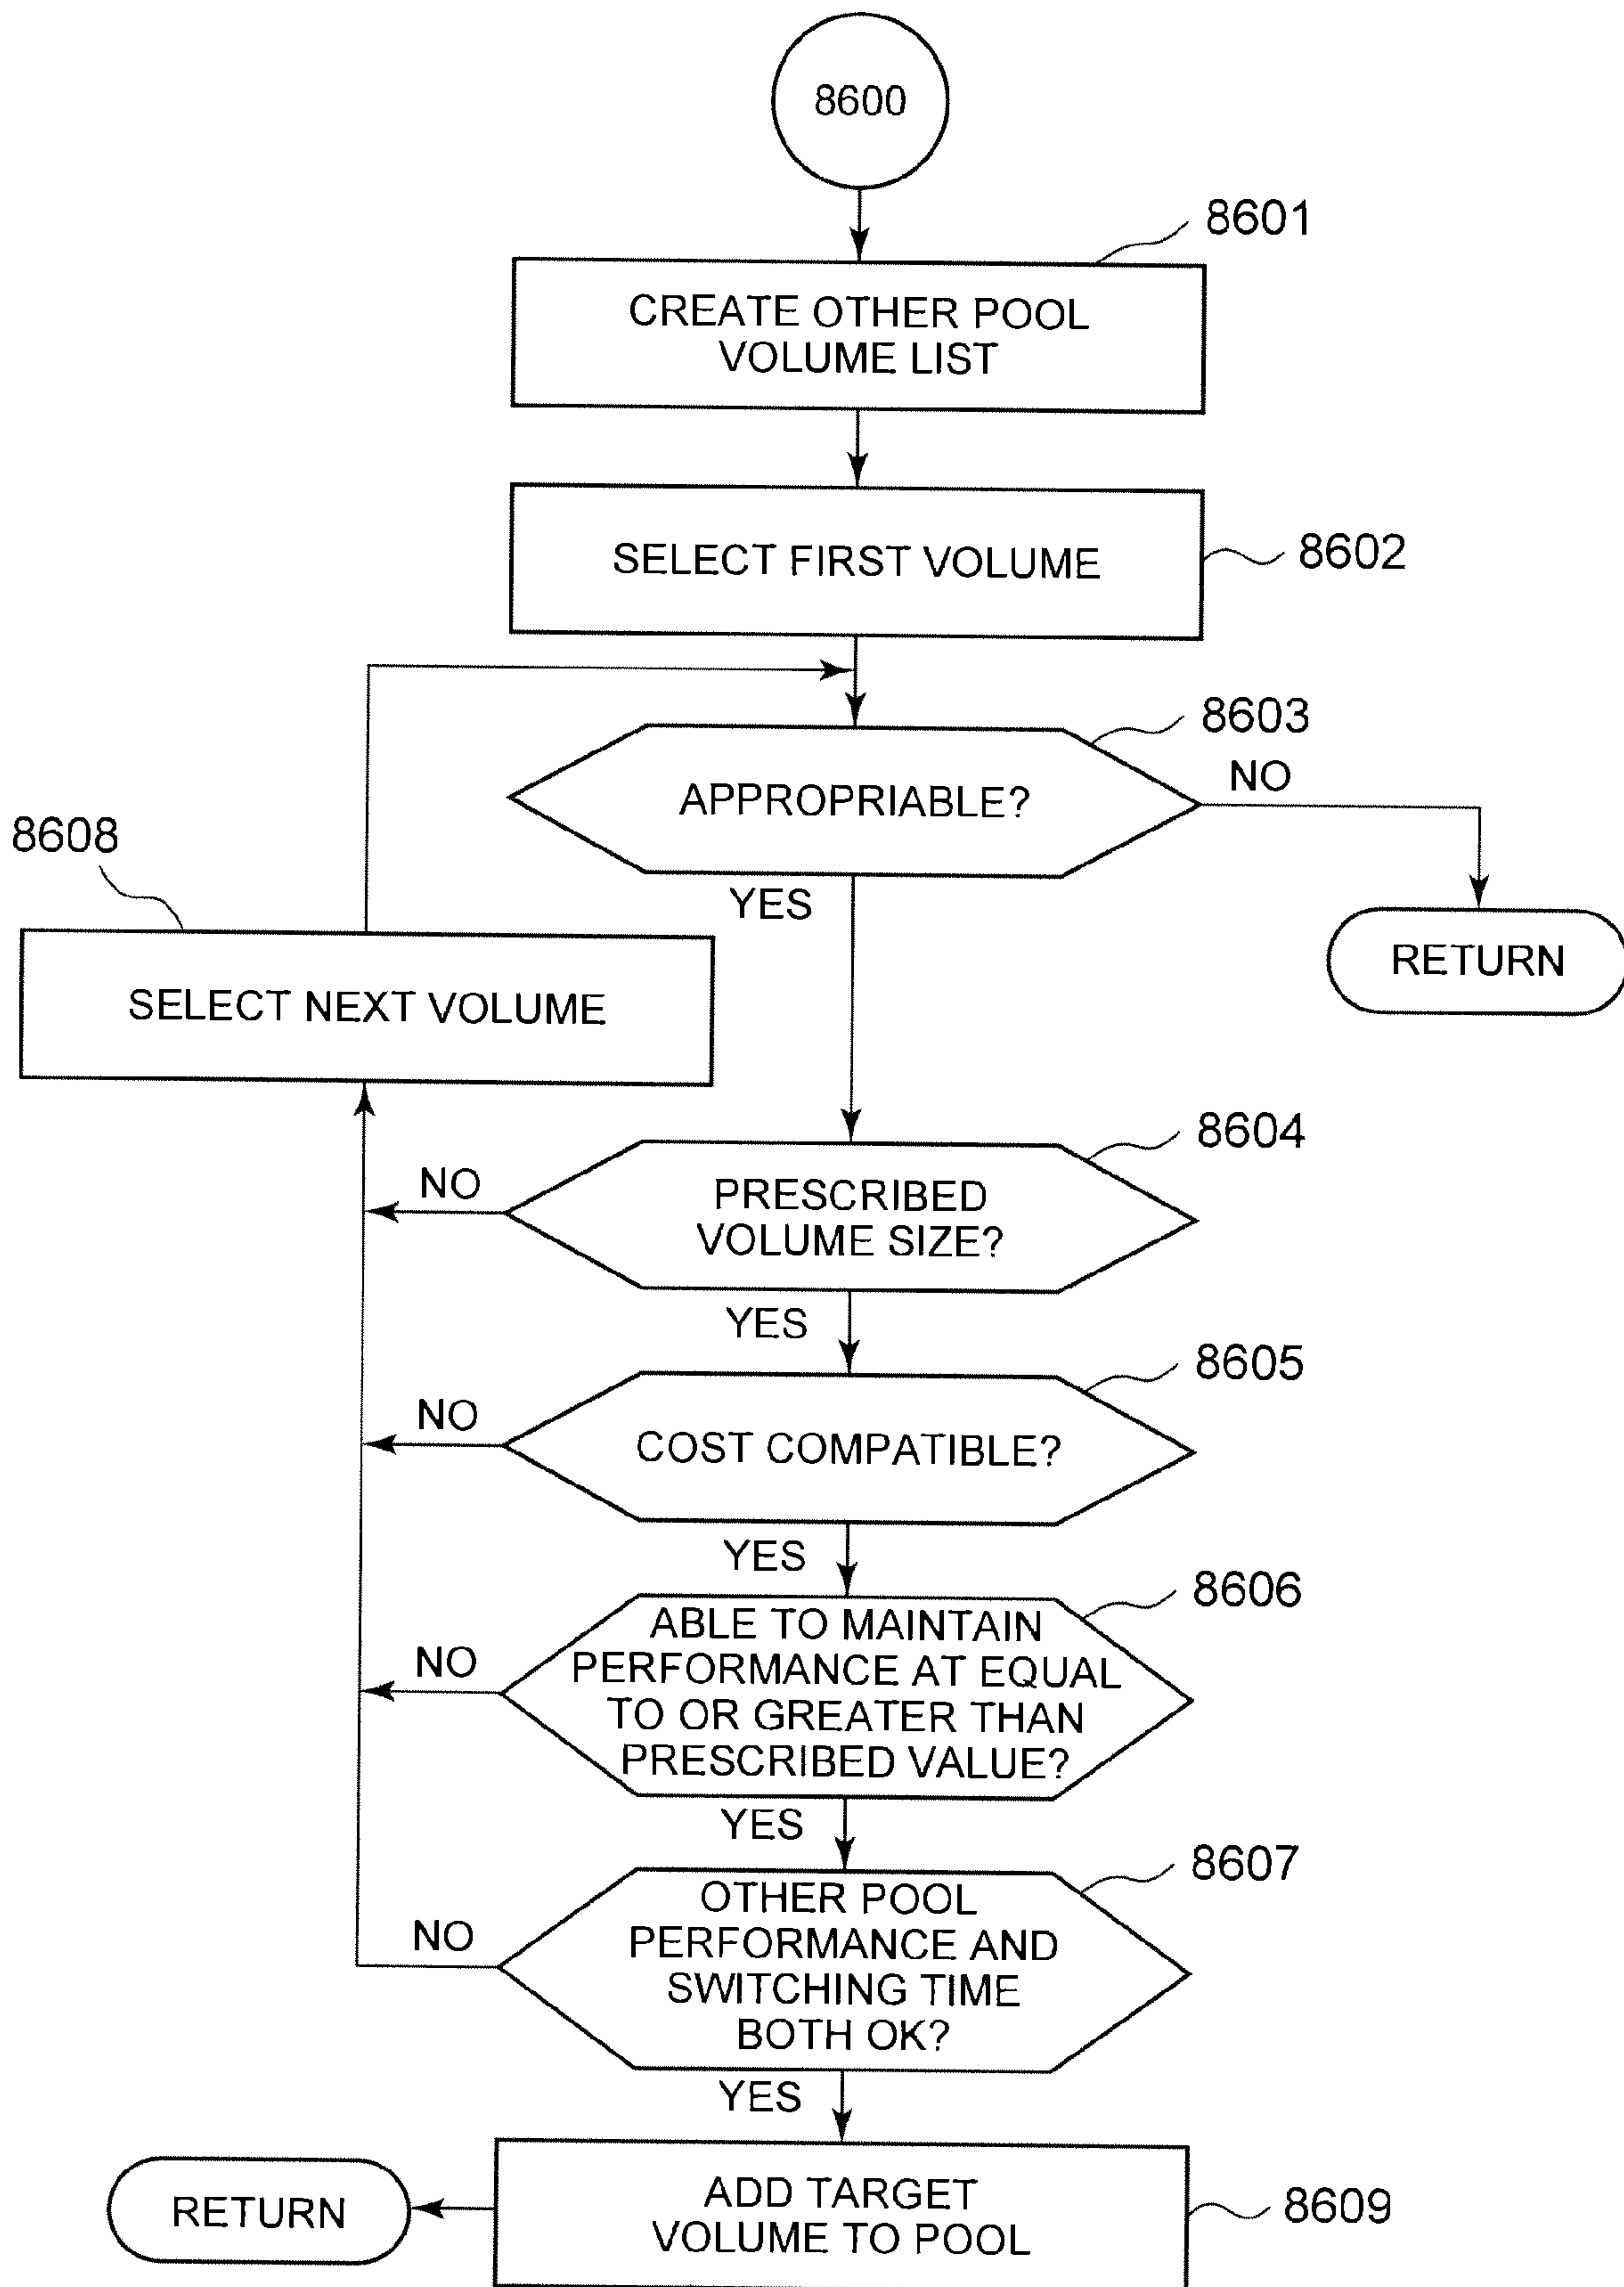 8600
8601
CREATE OTHER POOL
VOLUME LIST
SELECT FIRST VOLUME
8602
8603
APPROPRIABLE?
NO
8608
YES
RETURN
SELECT NEXT VOLUME
8604
NO
PRESCRIBED
VOLUME SIZE?
YES
8605
NO
COST COMPATIBLE?
YES
8606
ABLE TO MAINTAIN
PERFORMANCE AT EQUAL
TO OR GREATER THAN
PRESCRIBED VALUE?
NO
YES
8607
OTHER POOL
PERFORMANCE AND
SWITCHING TIME
BOTH OK?
NO
YES
RETURN
ADD TARGET
VOLUME TO POOL
8609